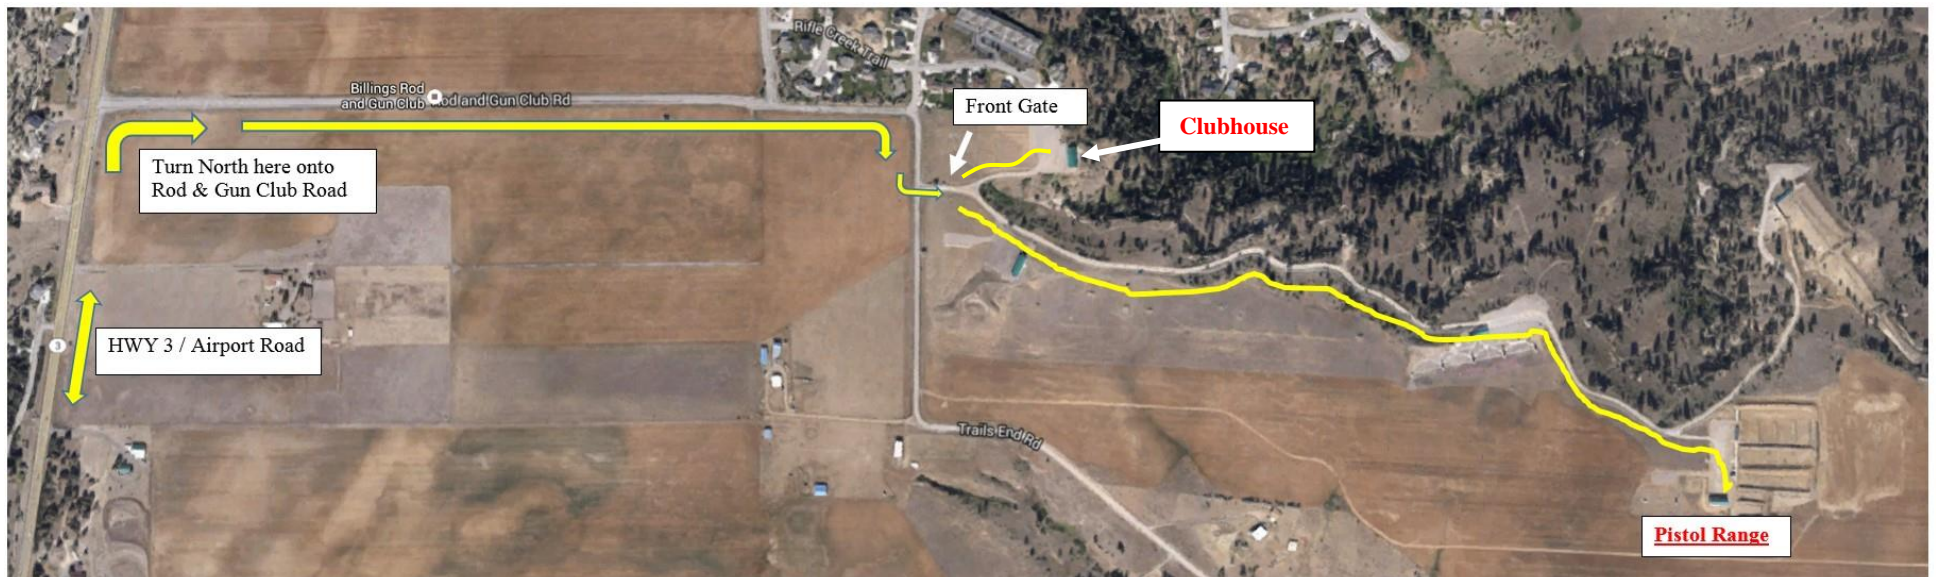 Rifle Creek Trail
Billings Rod
and Gun Club
Rod and Gun Club Rd
Front Gate
Clubhouse
Turn North here onto
Rod & Gun Club Road
3
HWY 3 / Airport Road
Trails End Rd
Pistol Range